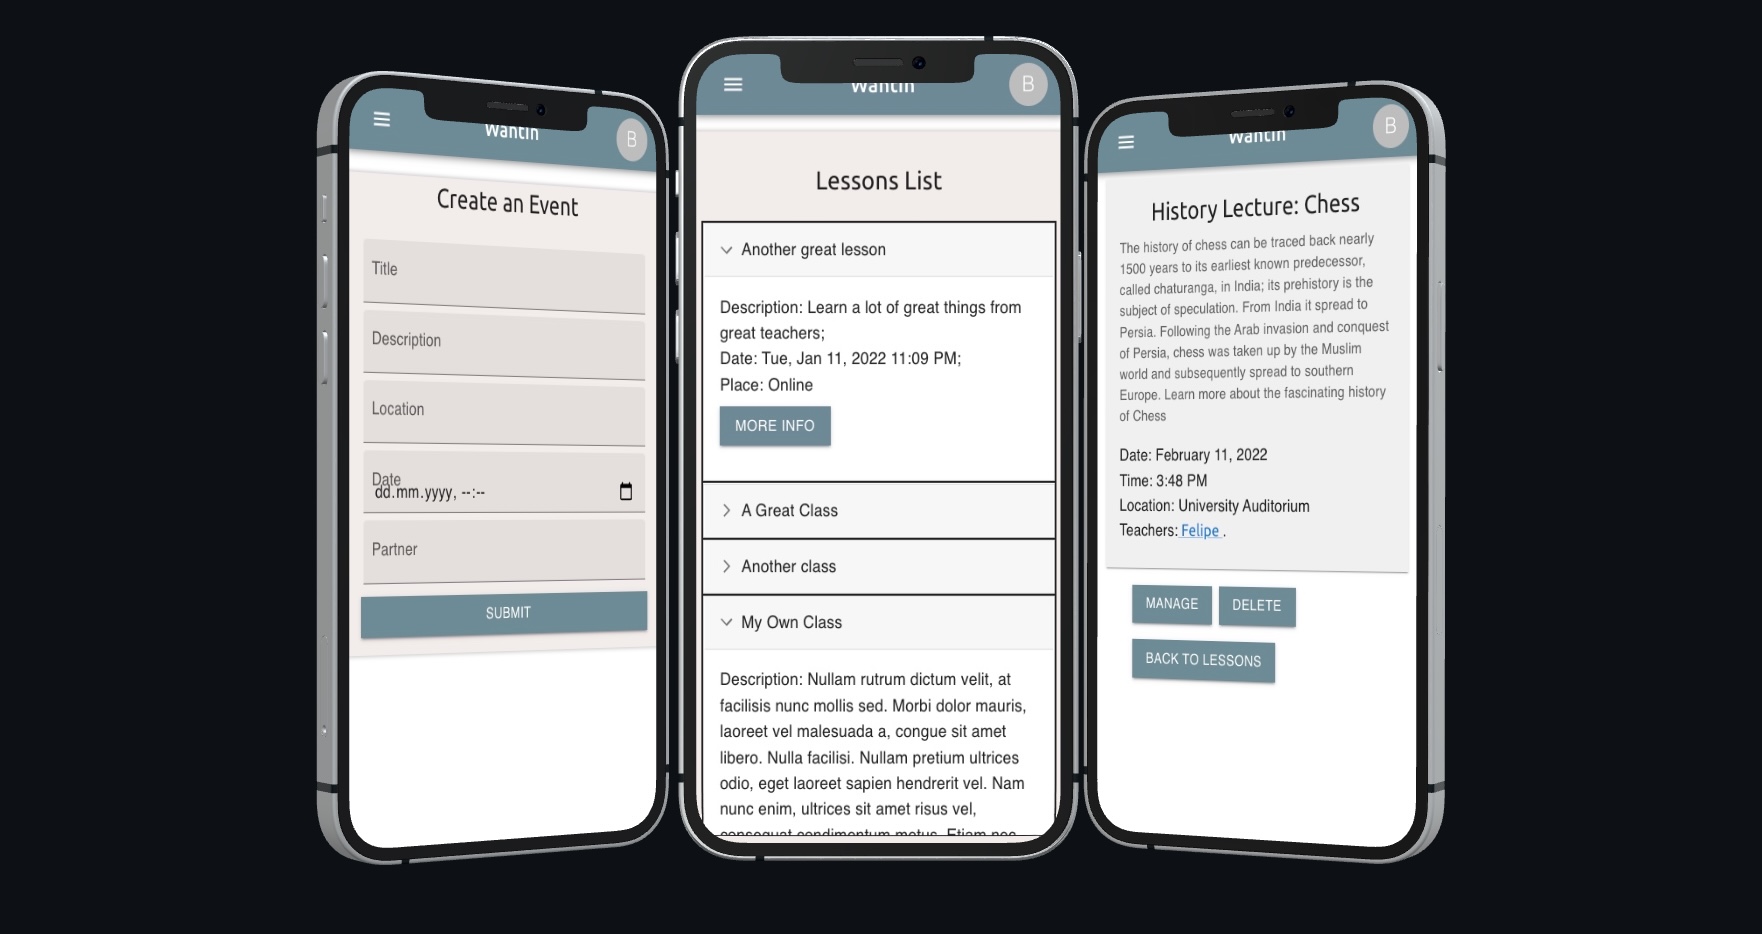 Wantin
B
Create an Event
Title
Description
Location
Date
dd.mm.yyyy, --:--
Partner
SUBMIT
Wantin
B
Lessons List
Another great lesson
Description: Learn a lot of great things from
great teachers;
Date: Tue, Jan 11, 2022 11:09 PM;
Place: Online
MORE INFO
A Great Class
Another class
My Own Class
Description: Nullam rutrum dictum velit, at
facilisis nunc mollis sed. Morbi dolor mauris,
laoreet vel malesuada a, congue sit amet
libero. Nulla facilisi. Nullam pretium ultrices
odio, eget laoreet sapien hendrerit vel. Nam
nunc enim, ultrices sit amet risus vel,
consequat condimentum metus. Etiam nec
Wantin
B
History Lecture: Chess
The history of chess can be traced back nearly
1500 years to its earliest known predecessor,
called chaturanga, in India; its prehistory is the
subject of speculation. From India it spread to
Persia. Following the Arab invasion and conquest
of Persia, chess was taken up by the Muslim
world and subsequently spread to southern
Europe. Learn more about the fascinating history
of Chess
Date: February 11, 2022
Time: 3:48 PM
Location: University Auditorium
Teachers: Felipe .
MANAGE DELETE
BACK TO LESSONS